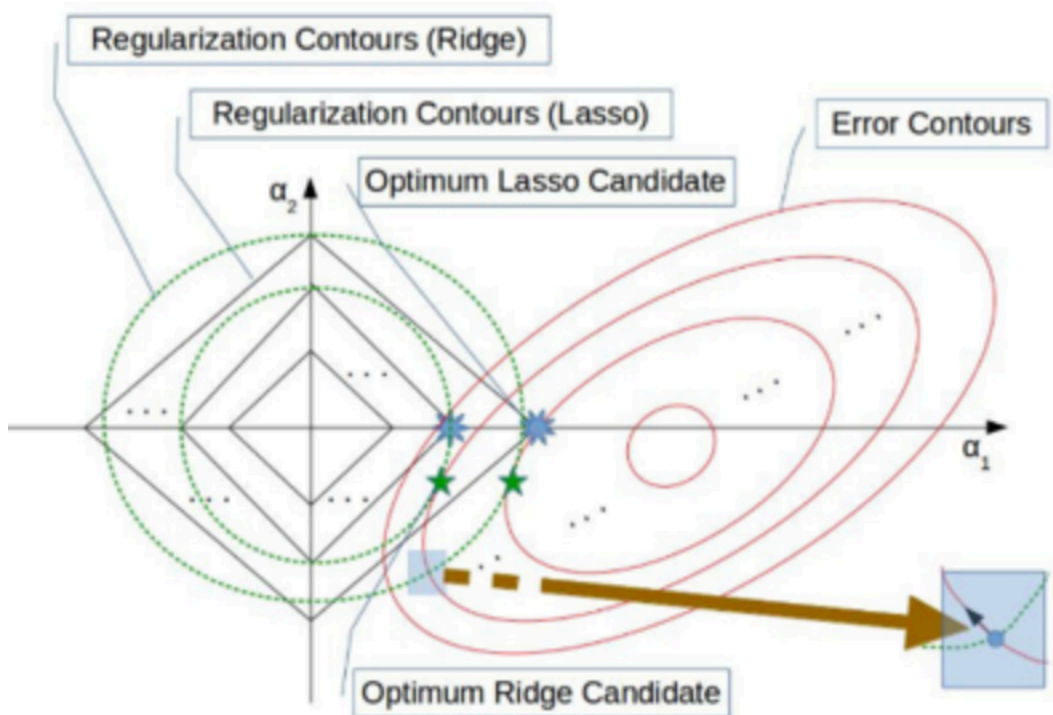 Regularization Contours (Ridge)
Regularization Contours (Lasso)
Error Contours
Optimum Lasso Candidate
α₂
α₁
Optimum Ridge Candidate